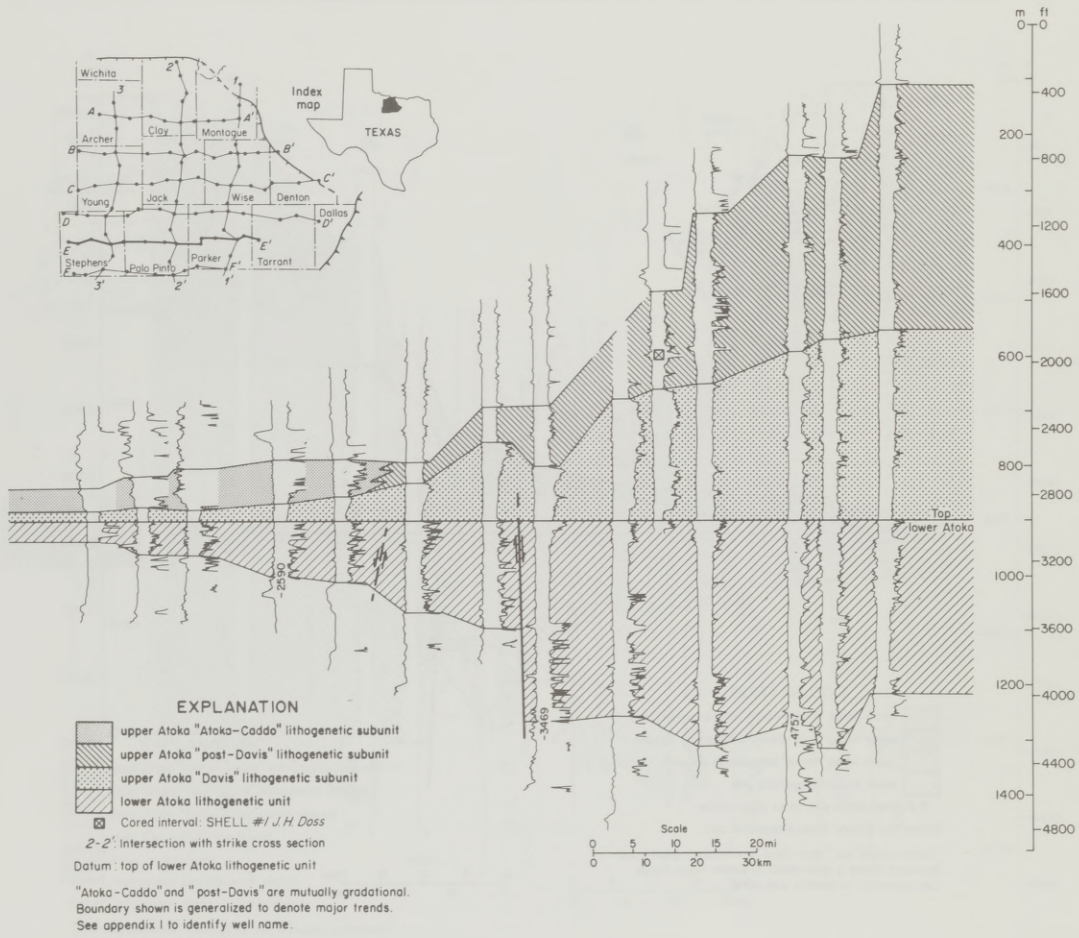 Wichita
2
3
1
A
A'
Clay
Montague
Archer
B
B'
C
C'
Young
Jack
Wise
Denton
D
Dallas
D'
E
E'
Stephens
Palo Pinto
Parker
Tarrant
F
F'
3'
2'
1'
Index
map
TEXAS
m ft
0 0
400
200
800
1200
400
1600
600
2000
2400
800
2800
Top
lower Atoka
3200
1000
3600
1200
4000
4400
1400
4800
-2590
-3469
-4757
EXPLANATION
upper Atoka "Atoka-Caddo" lithogenetic subunit
upper Atoka "post-Davis" lithogenetic subunit
upper Atoka "Davis" lithogenetic subunit
lower Atoka lithogenetic unit
Cored interval: SHELL #1 J.H. Doss
2-2': Intersection with strike cross section
Datum: top of lower Atoka lithogenetic unit
"Atoka-Caddo" and "post-Davis" are mutually gradational.
Boundary shown is generalized to denote major trends.
See appendix I to identify well name.
Scale
0 5 10 15 20 mi
0 10 20 30 km